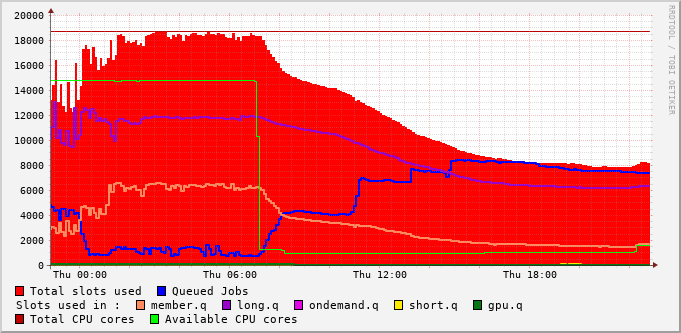 20000
18000
16000
14000
12000
10000
8000
6000
4000
2000
0
Thu 00:00 Thu 06:00 Thu 12:00 Thu 18:00
RRDTOOL / TOBI OETIKER
Total slots used Queued Jobs
Slots used in : member.q long.q ondemand.q short.q gpu.q
Total CPU cores Available CPU cores